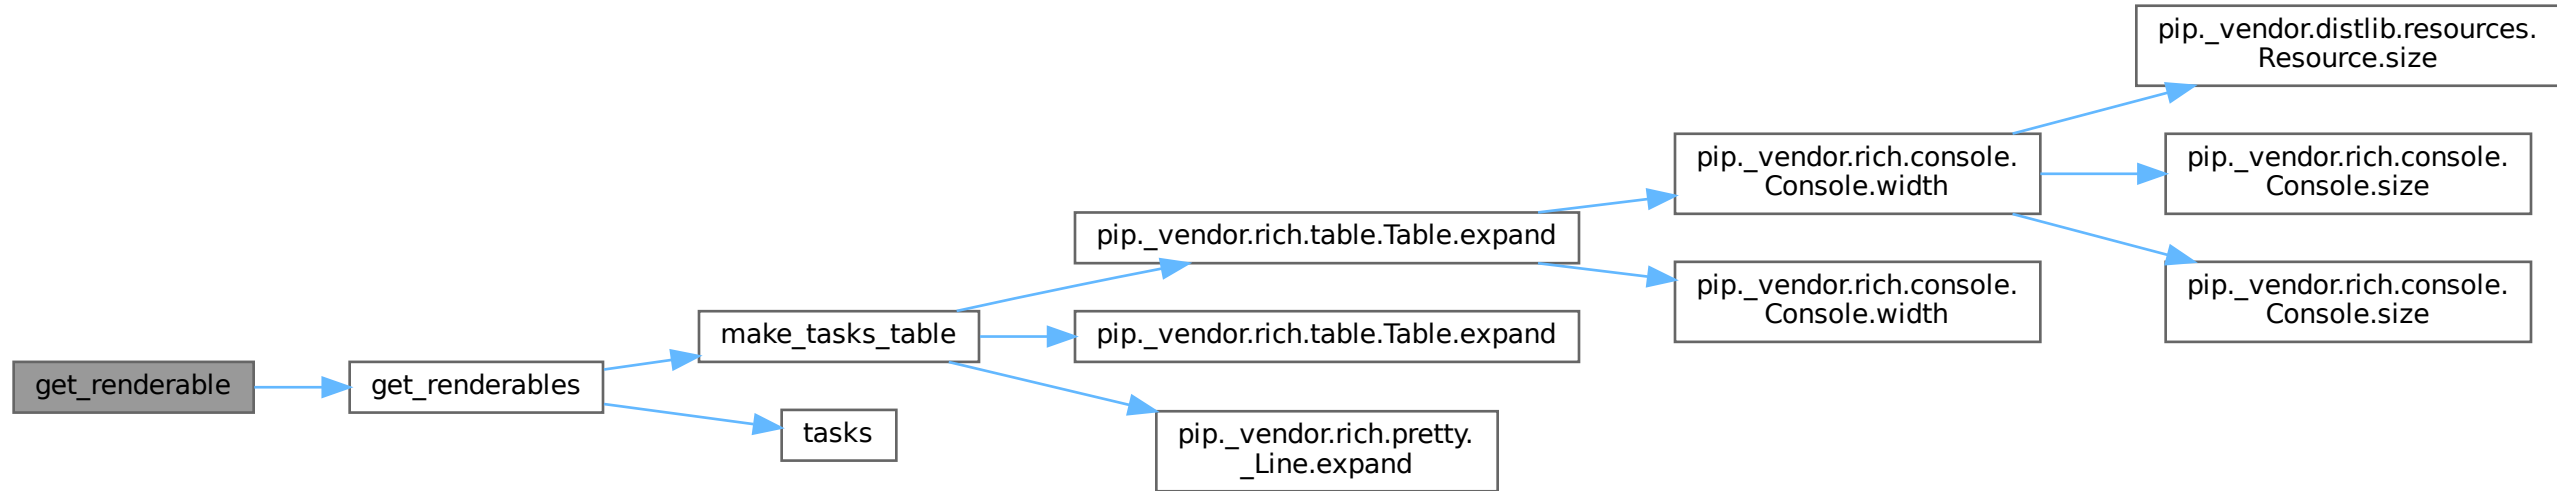 get_renderable
get_renderables
make_tasks_table
tasks
pip._vendor.rich.table.Table.expand
pip._vendor.rich.table.Table.expand
pip._vendor.rich.pretty.
_Line.expand
pip._vendor.rich.console.
Console.width
pip._vendor.rich.console.
Console.width
pip._vendor.distlib.resources.
Resource.size
pip._vendor.rich.console.
Console.size
pip._vendor.rich.console.
Console.size